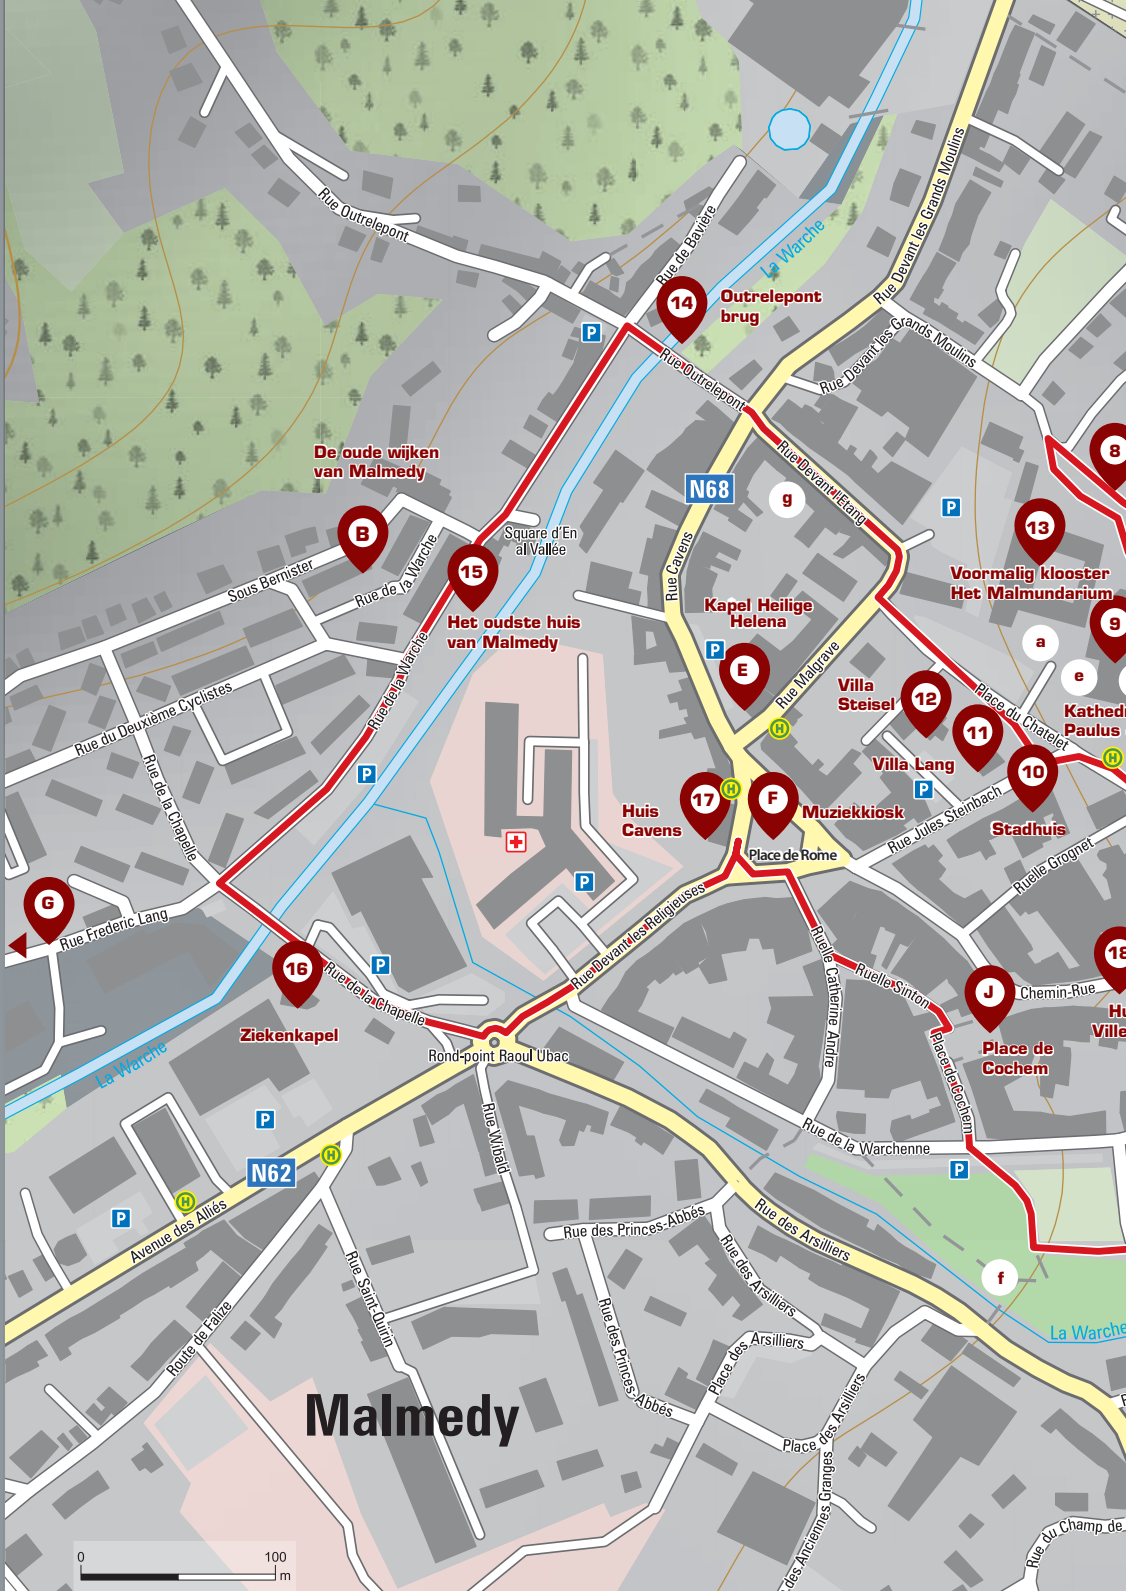 Rue Outrelepont
Rue de Bavière
La Warche
Rue Devant les Grands Moulins
14
Outrelepont
brug
P
Rue Outrelepont
Rue Devant les Grands Moulins
Rue Devant les Grands Moulins
8
De oude wijken
van Malmedy
B
N68
g
Rue Devant l'Etang
P
13
Voormalig klooster
Het Malmundarium
Square d'En
al Vallée
15
Het oudste huis
van Malmedy
Sous Bernister
Rue de la Warche
Rue Cavens
Kapel Heilige
Helena
P
E
Rue Malgrave
H
9
a
e
Villa
Steisel
12
11
Place du Chatelet
Kathed
Paulus
H
Rue du Deuxième Cyclistes
Rue de la Warche
Rue de la Chapelle
P
Villa Lang
P
10
Stadhuis
Huis
Cavens
17
H
F
Muziekkiosk
Place de Rome
Rue Jules Steinbach
Ruelle Grognet
P
G
Rue Frederic Lang
16
Ziekenkapel
P
Rue de la Chapelle
Rue Devant les Religieuses
Ruelle Catherine Andre
Ruelle Sinton
J
Chemin-Rue
18
Hu
Ville
Place de
Cochem
Place de Cochem
Rond-point Raoul Ubac
La Warche
P
Rue Wibald
Rue de la Warchenne
P
N62
H
H
P
Avenue des Alliés
Rue des Princes-Abbés
Rue des Arsilliers
f
Rue Saint-Quirin
Route de Falize
Rue des Arsilliers
Rue des Princes-Abbés
Place des Arsilliers
La Warche
Malmedy
Place des Arsilliers
des Anciennes Granges
Rue du Champ de
0
100
m